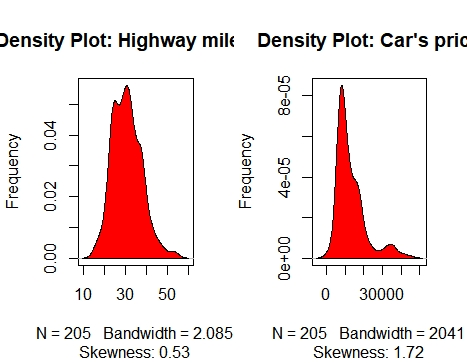 Density Plot: Highway mile
Density Plot: Car's pric
Frequency
0.00 0.02 0.04
10 30 50
N = 205 Bandwidth = 2.085
Skewness: 0.53
Frequency
0e+00 4e-05 8e-05
0 30000
N = 205 Bandwidth = 2041
Skewness: 1.72